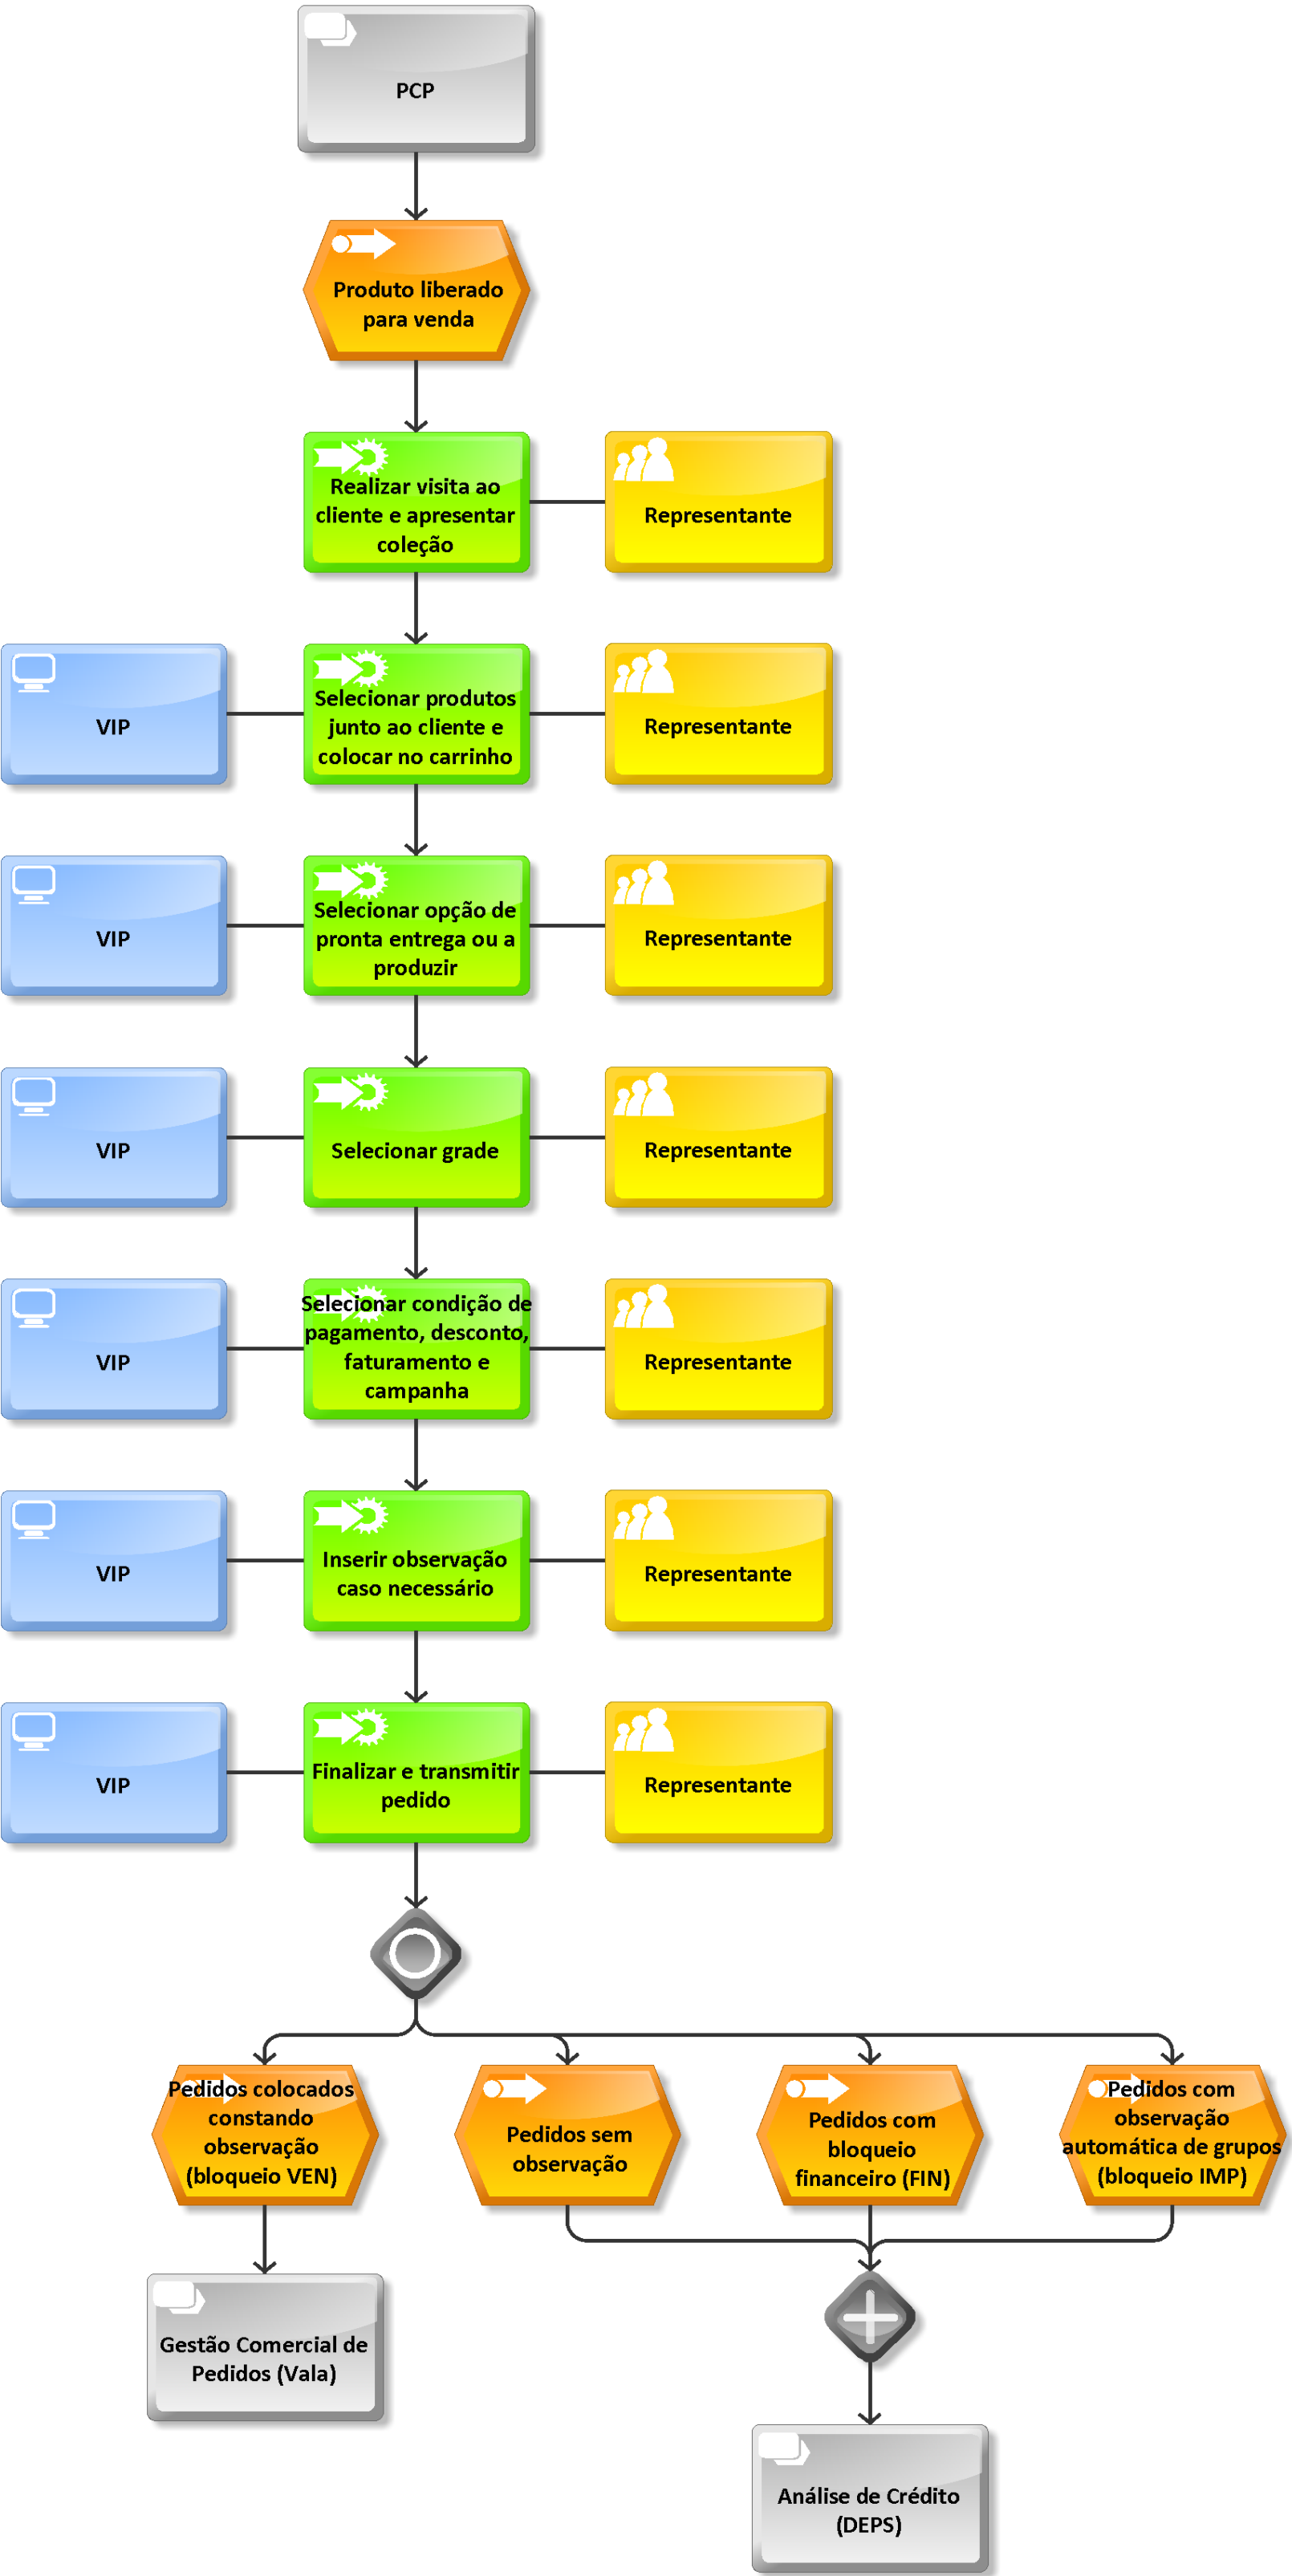 PCP
Produto liberado
para venda
Realizar visita ao
cliente e apresentar
coleção
Representante
VIP
Selecionar produtos
junto ao cliente e
colocar no carrinho
Representante
VIP
Selecionar opção de
pronta entrega ou a
produzir
Representante
VIP
Selecionar grade
Representante
VIP
Selecionar condição de
pagamento, desconto,
faturamento e
campanha
Representante
VIP
Inserir observação
caso necessário
Representante
VIP
Finalizar e transmitir
pedido
Representante
Pedidos colocados
constando
observação
(bloqueio VEN)
Pedidos sem
observação
Pedidos com
bloqueio
financeiro (FIN)
Pedidos com
observação
automática de grupos
(bloqueio IMP)
Gestão Comercial de
Pedidos (Vala)
Análise de Crédito
(DEPS)